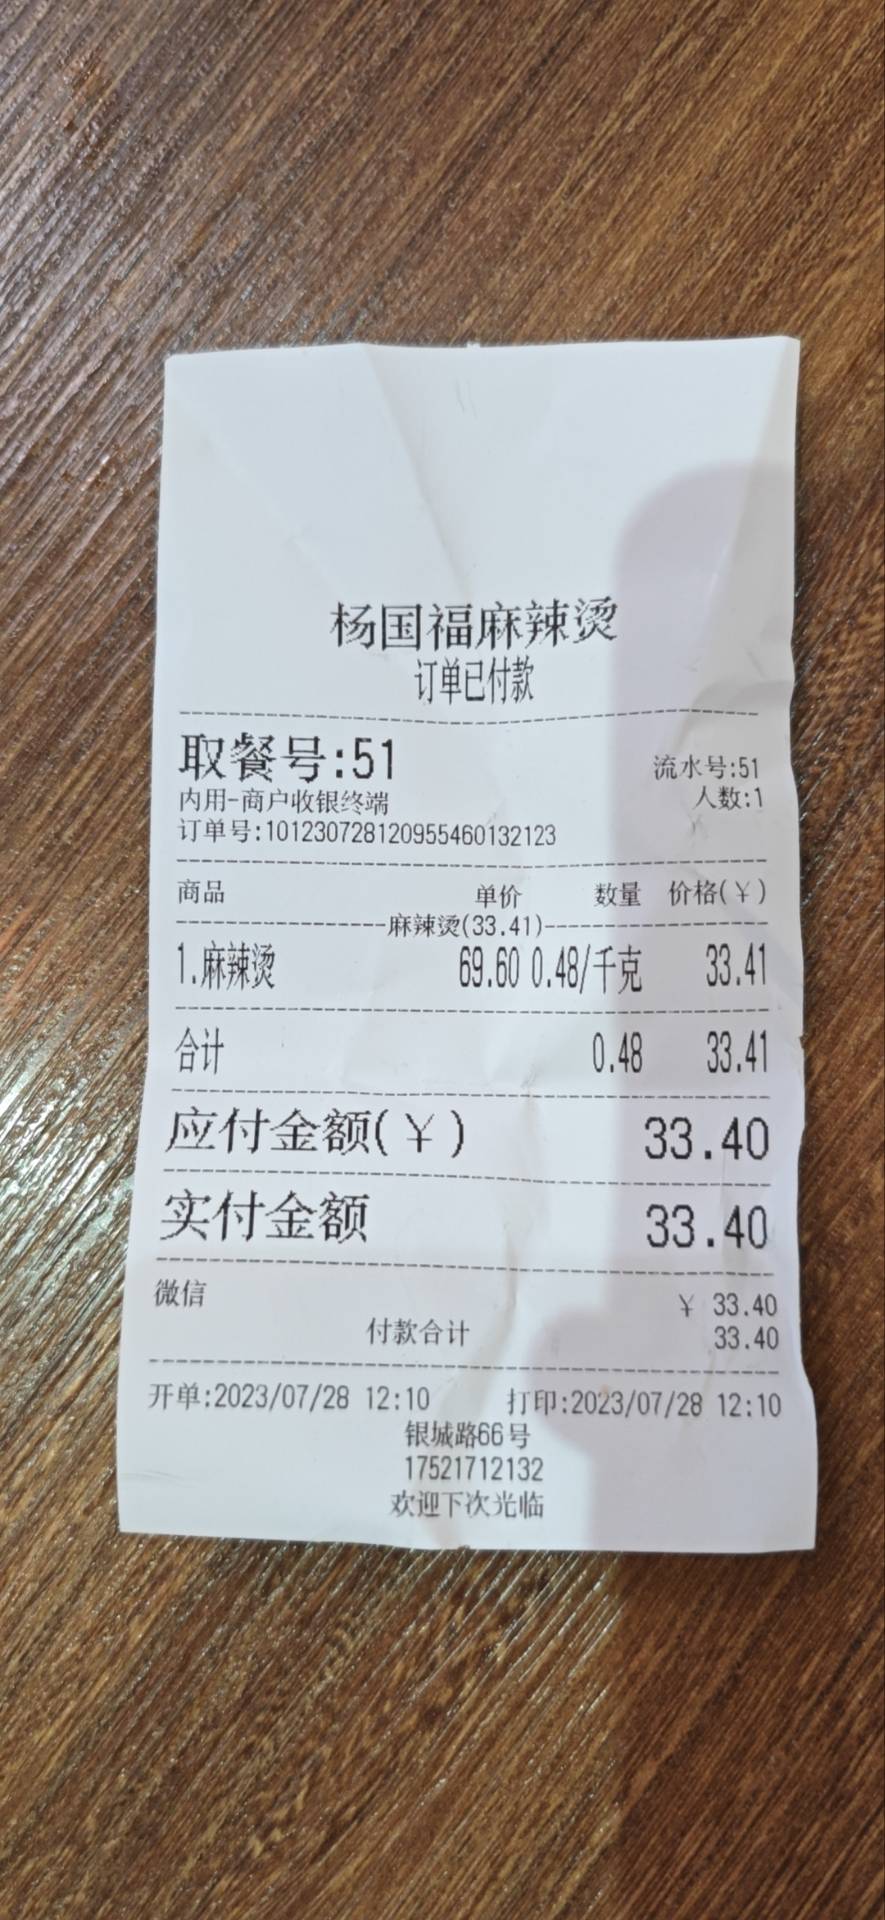 杨国福麻辣烫
订单已付款
取餐号:51 流水号:51
内用-商户收银终端 人数:1
订单号:101230728120955460132123
商品 单价 数量 价格(¥)
麻辣烫(33.41)
1.麻辣烫 69.60 0.48/千克 33.41
合计 0.48 33.41
应付金额(¥) 33.40
实付金额 33.40
微信 ¥ 33.40
付款合计 33.40
开单:2023/07/28 12:10 打印:2023/07/28 12:10
银城路66号
17521712132
欢迎下次光临